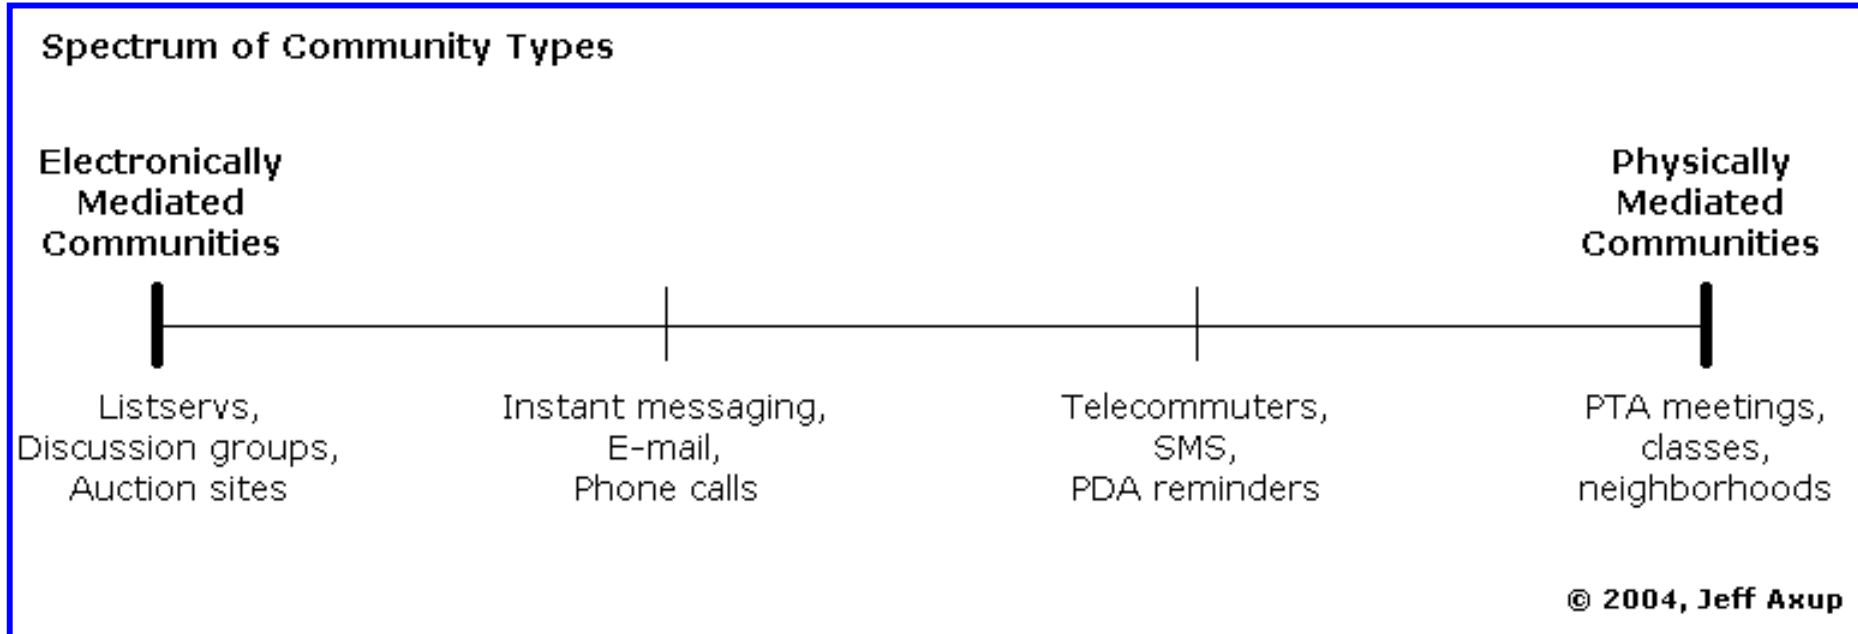 Spectrum of Community Types
Electronically
Mediated
Communities
Physically
Mediated
Communities
Listservs,
Discussion groups,
Auction sites
Instant messaging,
E-mail,
Phone calls
Telecommuters,
SMS,
PDA reminders
PTA meetings,
classes,
neighborhoods
© 2004, Jeff Axup